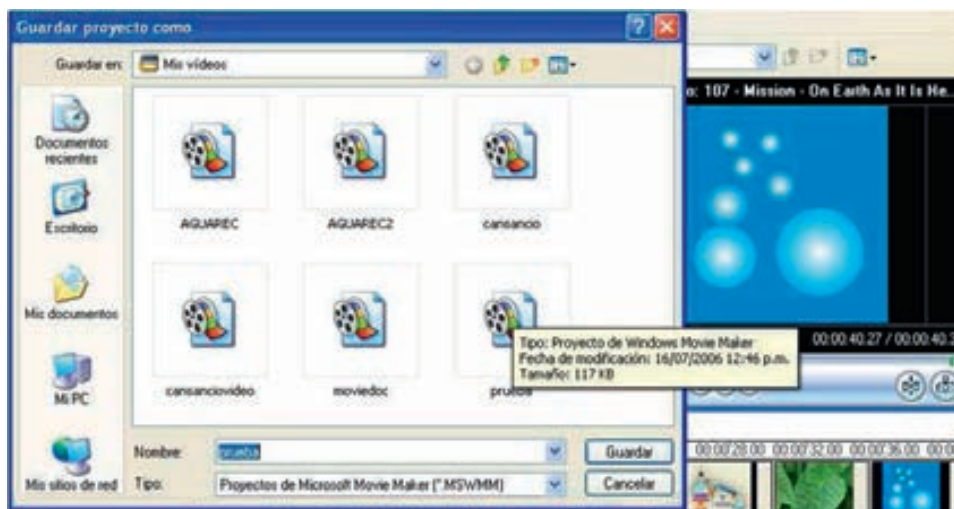 Guardar proyecto como
Guardar en: Mis vídeos
Documentos recientes
Escritorio
Mis documentos
Mi PC
Mis sitios de red
AGUAREC
AGUAREC2
cansancio
cansanciovideo
moviedoc
prueba
Tipo: Proyecto de Windows Movie Maker
Fecha de modificación: 16/07/2006 12:46 p.m.
Tamaño: 117 KB
Nombre: prueba
Guardar
Tipo: Proyectos de Microsoft Movie Maker (*.MSWMM)
Cancelar
o: 107 - Mission - On Earth As It Is He...
00:00:40.27 / 00:00:40.3
00:00:28.00 00:00:32.00 00:00:36.00 00:0